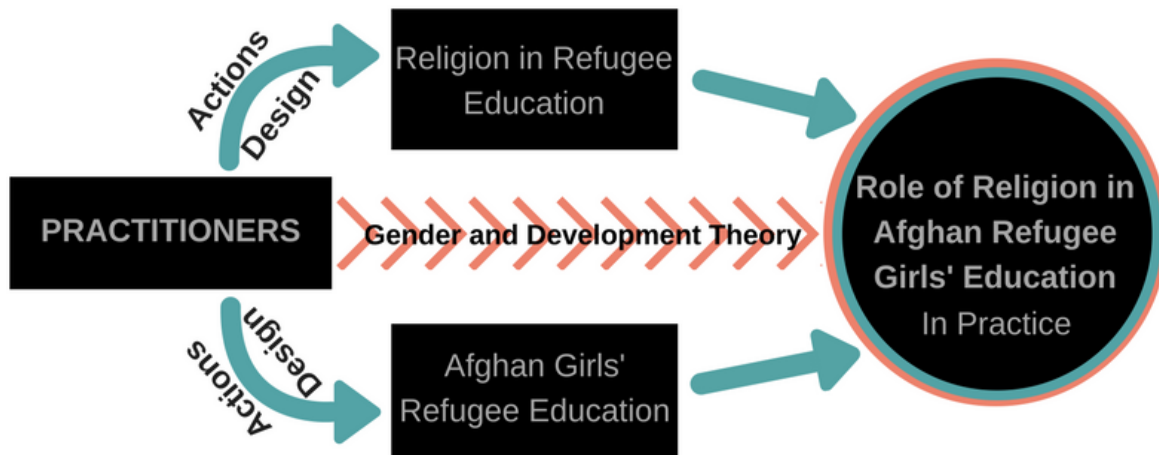 Actions
Design
Religion in Refugee
Education
PRACTITIONERS
Gender and Development Theory
Role of Religion in
Afghan Refugee
Girls' Education
In Practice
Design
Actions
Afghan Girls'
Refugee Education